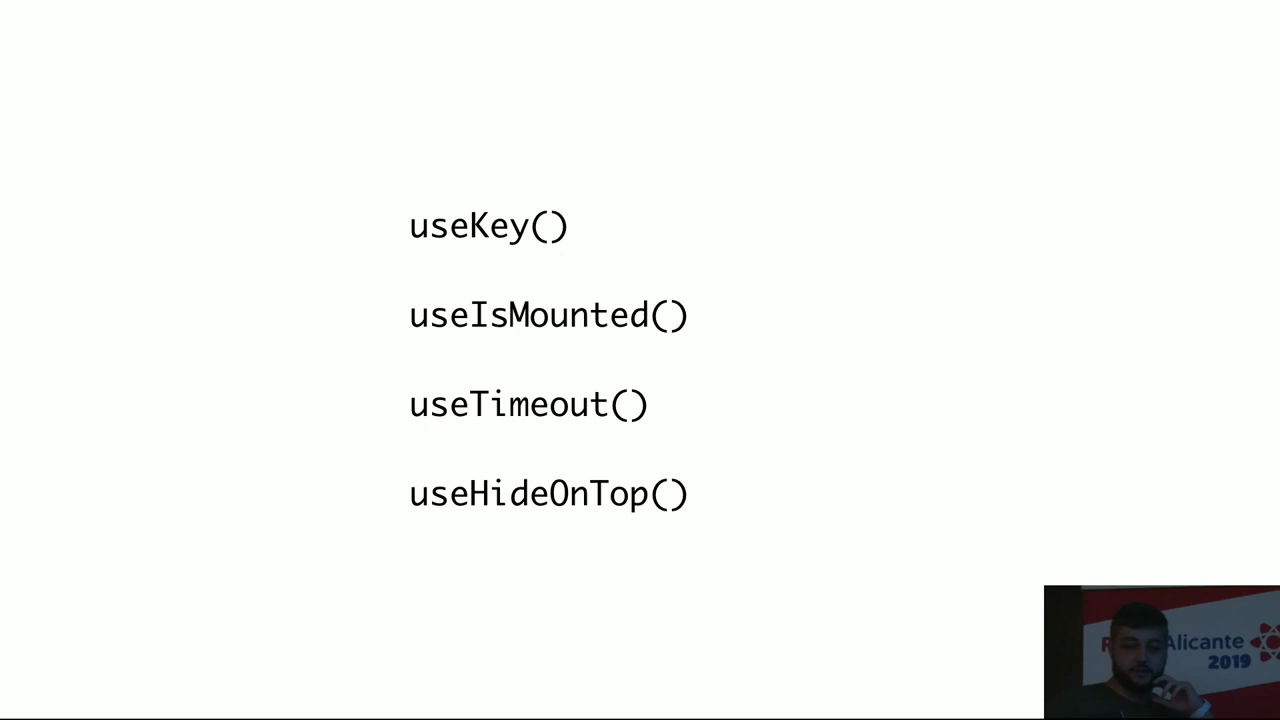 useKey()
useIsMounted()
useTimeout()
useHideOnTop()
Alicante
2019